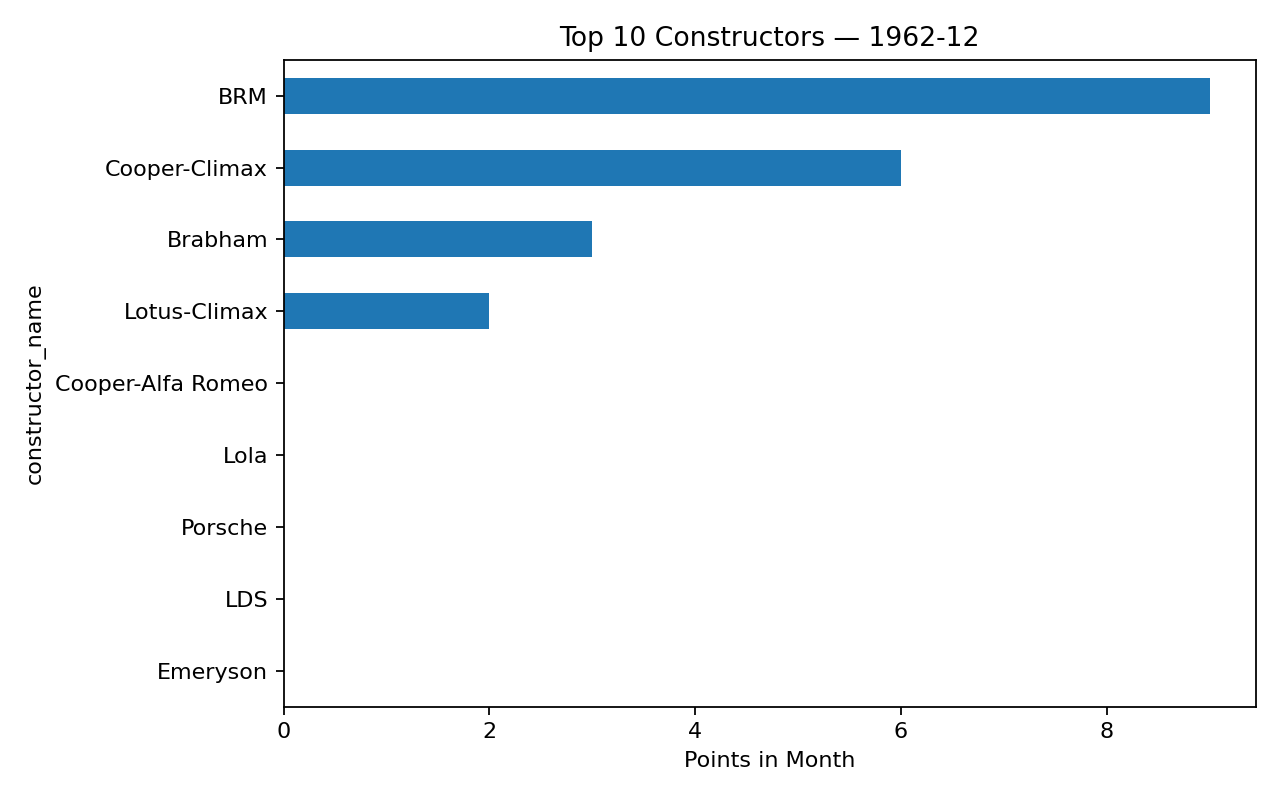 Top 10 Constructors — 1962-12
constructor_name
BRM
Cooper-Climax
Brabham
Lotus-Climax
Cooper-Alfa Romeo
Lola
Porsche
LDS
Emeryson
0 2 4 6 8
Points in Month